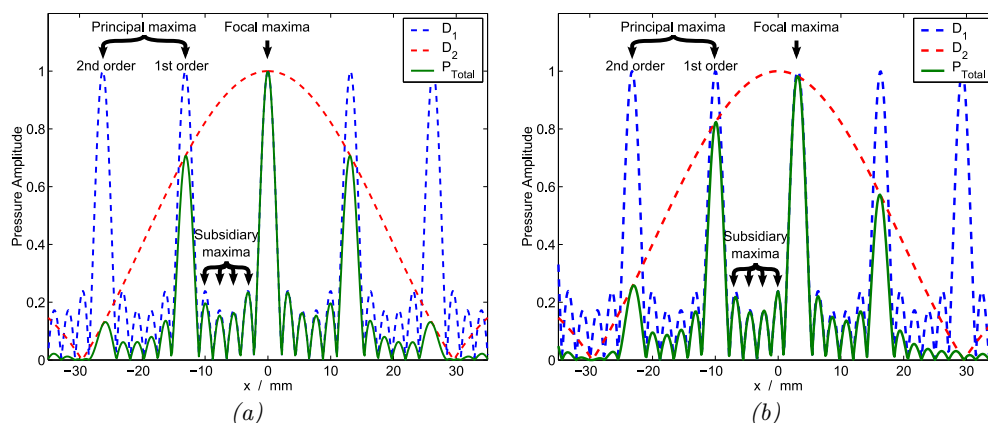 Principal maxima
Focal maxima
D1
D2
PTotal
2nd order
1st order
1
0.8
0.6
0.4
0.2
0
Pressure Amplitude
Subsidiary
maxima
−30
−20
−10
0
10
20
30
x / mm
(a)
Principal maxima
Focal maxima
D1
D2
PTotal
2nd order
1st order
1
0.8
0.6
0.4
0.2
0
Pressure Amplitude
Subsidiary
maxima
−30
−20
−10
0
10
20
30
x / mm
(b)